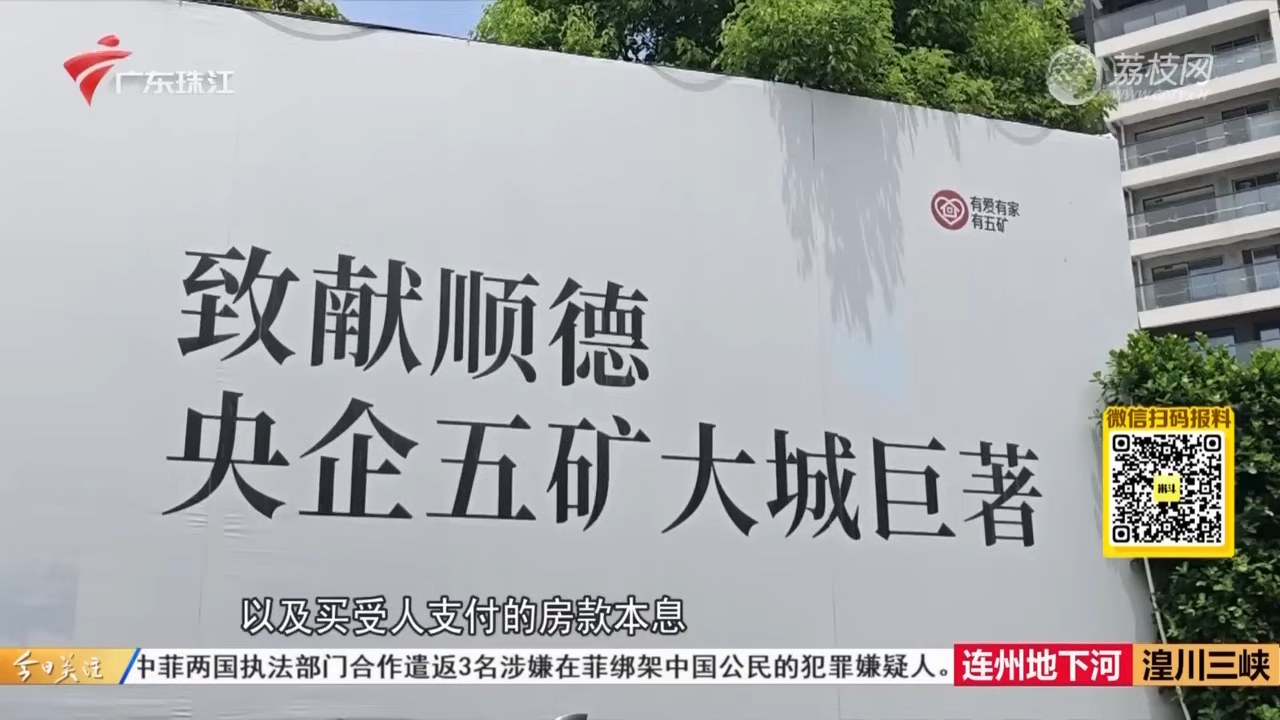 广东珠江
荔枝网
有爱有家
有五矿
致献顺德
央企五矿大城巨著
微信扫码报料
以及买受人支付的房款本息
今日关注
中菲两国执法部门合作遣返3名涉嫌在菲绑架中国公民的犯罪嫌疑人。
连州地下河
湟川三峡